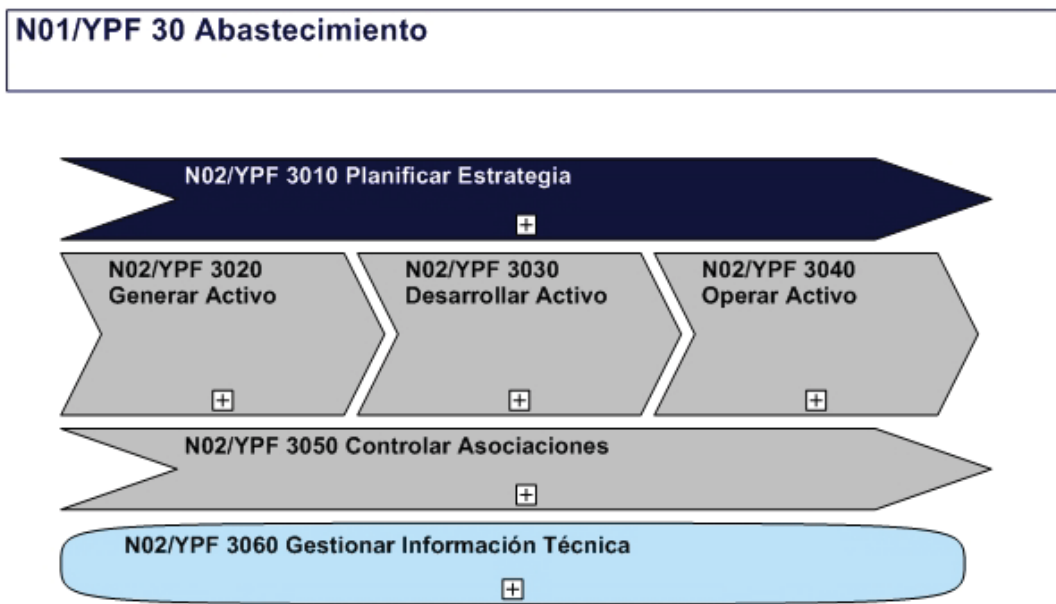 N01/YPF 30 Abastecimiento
N02/YPF 3010 Planificar Estrategia
N02/YPF 3020
Generar Activo
N02/YPF 3030
Desarrollar Activo
N02/YPF 3040
Operar Activo
N02/YPF 3050 Controlar Asociaciones
N02/YPF 3060 Gestionar Información Técnica